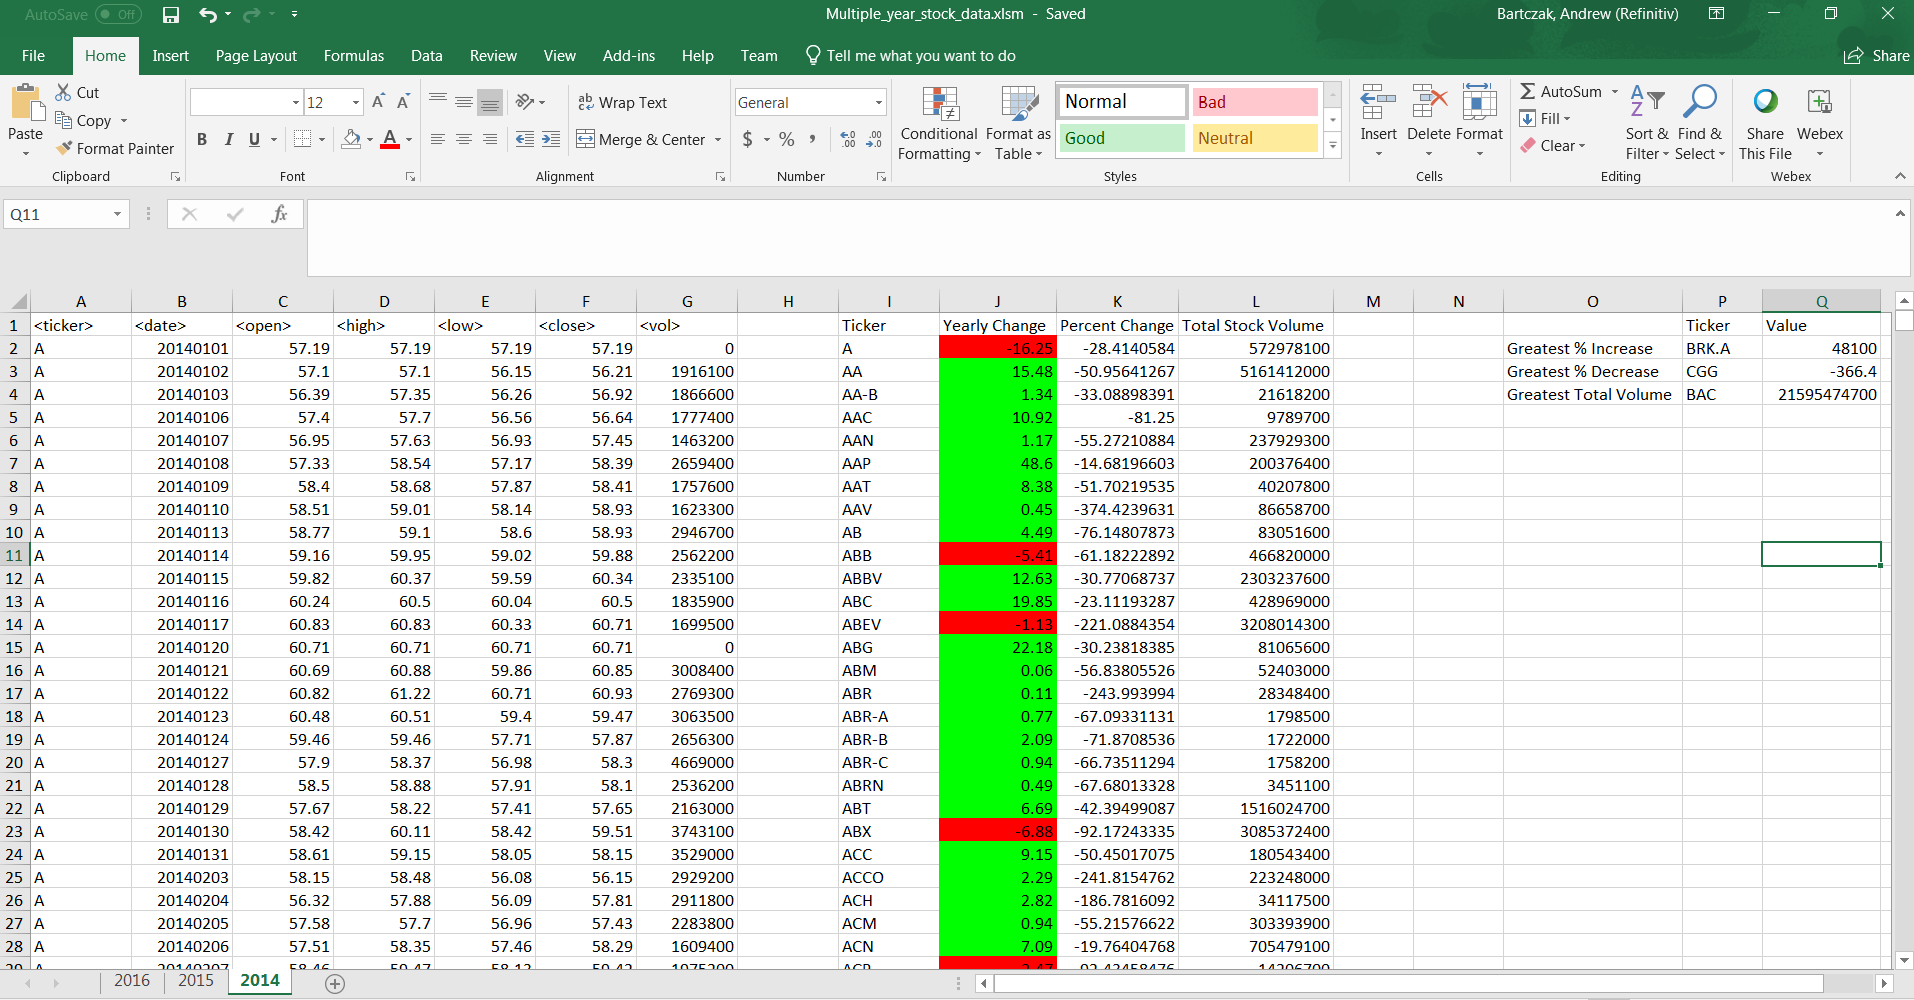 AutoSave Off Multiple_year_stock_data.xlsm - Saved Bartczak, Andrew (Refinitiv)
File Home Insert Page Layout Formulas Data Review View Add-ins Help Team Tell me what you want to do Share
Paste Cut Copy Format Painter Clipboard
12 B I U A A A Font
ab Wrap Text Merge & Center Alignment
General $ % , Number
Conditional Formatting Format as Table Normal Bad Good Neutral Styles
Insert Delete Format Cells
AutoSum Fill Clear Sort & Filter Find & Select Editing
Share This File Webex Webex
Q11 fx
A B C D E F G H I J K L M N O P Q
1 <ticker> <date> <open> <high> <low> <close> <vol> Ticker Yearly Change Percent Change Total Stock Volume Ticker Value
2 A 20140101 57.19 57.19 57.19 57.19 0 A -16.25 -28.4140584 572978100 Greatest % Increase BRK.A 48100
3 A 20140102 57.1 57.1 56.15 56.21 1916100 AA 15.48 -50.95641267 5161412000 Greatest % Decrease CGG -366.4
4 A 20140103 56.39 57.35 56.26 56.92 1866600 AA-B 1.34 -33.08898391 21618200 Greatest Total Volume BAC 21595474700
5 A 20140106 57.4 57.7 56.56 56.64 1777400 AAC 10.92 -81.25 9789700
6 A 20140107 56.95 57.63 56.93 57.45 1463200 AAN 1.17 -55.27210884 237929300
7 A 20140108 57.33 58.54 57.17 58.39 2659400 AAP 48.6 -14.68196603 200376400
8 A 20140109 58.4 58.68 57.87 58.41 1757600 AAT 8.38 -51.70219535 40207800
9 A 20140110 58.51 59.01 58.14 58.93 1623300 AAV 0.45 -374.4239631 86658700
10 A 20140113 58.77 59.1 58.6 58.93 2946700 AB 4.49 -76.14807873 83051600
11 A 20140114 59.16 59.95 59.02 59.88 2562200 ABB -5.41 -61.18222892 466820000
12 A 20140115 59.82 60.37 59.59 60.34 2335100 ABBV 12.63 -30.77068737 2303237600
13 A 20140116 60.24 60.5 60.04 60.5 1835900 ABC 19.85 -23.11193287 428969000
14 A 20140117 60.83 60.83 60.33 60.71 1699500 ABEV -1.13 -221.0884354 3208014300
15 A 20140120 60.71 60.71 60.71 60.71 0 ABG 22.18 -30.23818385 81065600
16 A 20140121 60.69 60.88 59.86 60.85 3008400 ABM 0.06 -56.83805526 52403000
17 A 20140122 60.82 61.22 60.71 60.93 2769300 ABR 0.11 -243.993994 28348400
18 A 20140123 60.48 60.51 59.4 59.47 3063500 ABR-A 0.77 -67.09331131 1798500
19 A 20140124 59.46 59.46 57.71 57.87 2656300 ABR-B 2.09 -71.8708536 1722000
20 A 20140127 57.9 58.37 56.98 58.3 4669000 ABR-C 0.94 -66.73511294 1758200
21 A 20140128 58.5 58.88 57.91 58.1 2536200 ABRN 0.49 -67.68013328 3451100
22 A 20140129 57.67 58.22 57.41 57.65 2163000 ABT 6.69 -42.39499087 1516024700
23 A 20140130 58.42 60.11 58.42 59.51 3743100 ABX -6.88 -92.17243335 3085372400
24 A 20140131 58.61 59.15 58.05 58.15 3529000 ACC 9.15 -50.45017075 180543400
25 A 20140203 58.15 58.48 56.08 56.15 2929200 ACCO 2.29 -241.8154762 223248000
26 A 20140204 56.32 57.88 56.09 57.81 2911800 ACH 2.82 -186.7816092 34117500
27 A 20140205 57.58 57.7 56.96 57.43 2283800 ACM 0.94 -55.21576622 303393900
28 A 20140206 57.51 58.35 57.46 58.29 1609400 ACN 7.09 -19.76404768 705479100
2016 2015 2014